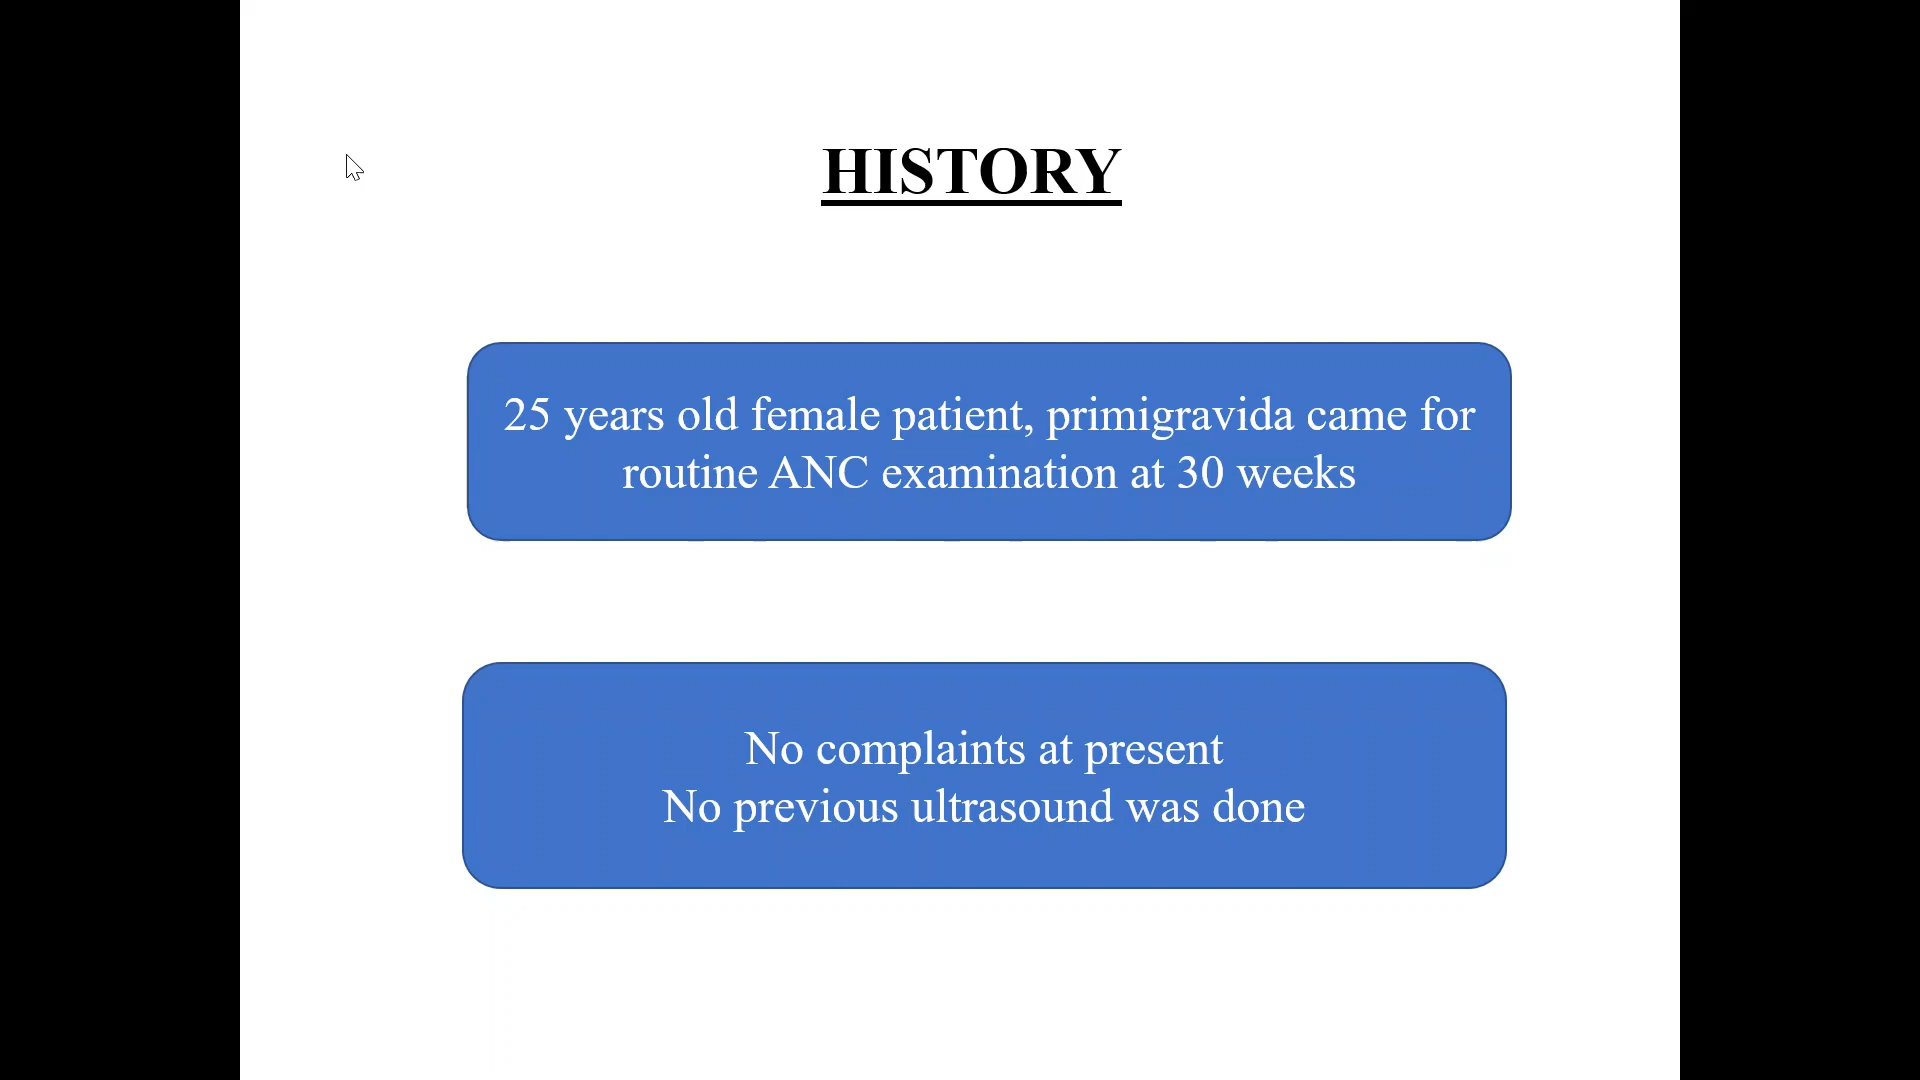 HISTORY
25 years old female patient, primigravida came for
routine ANC examination at 30 weeks
No complaints at present
No previous ultrasound was done